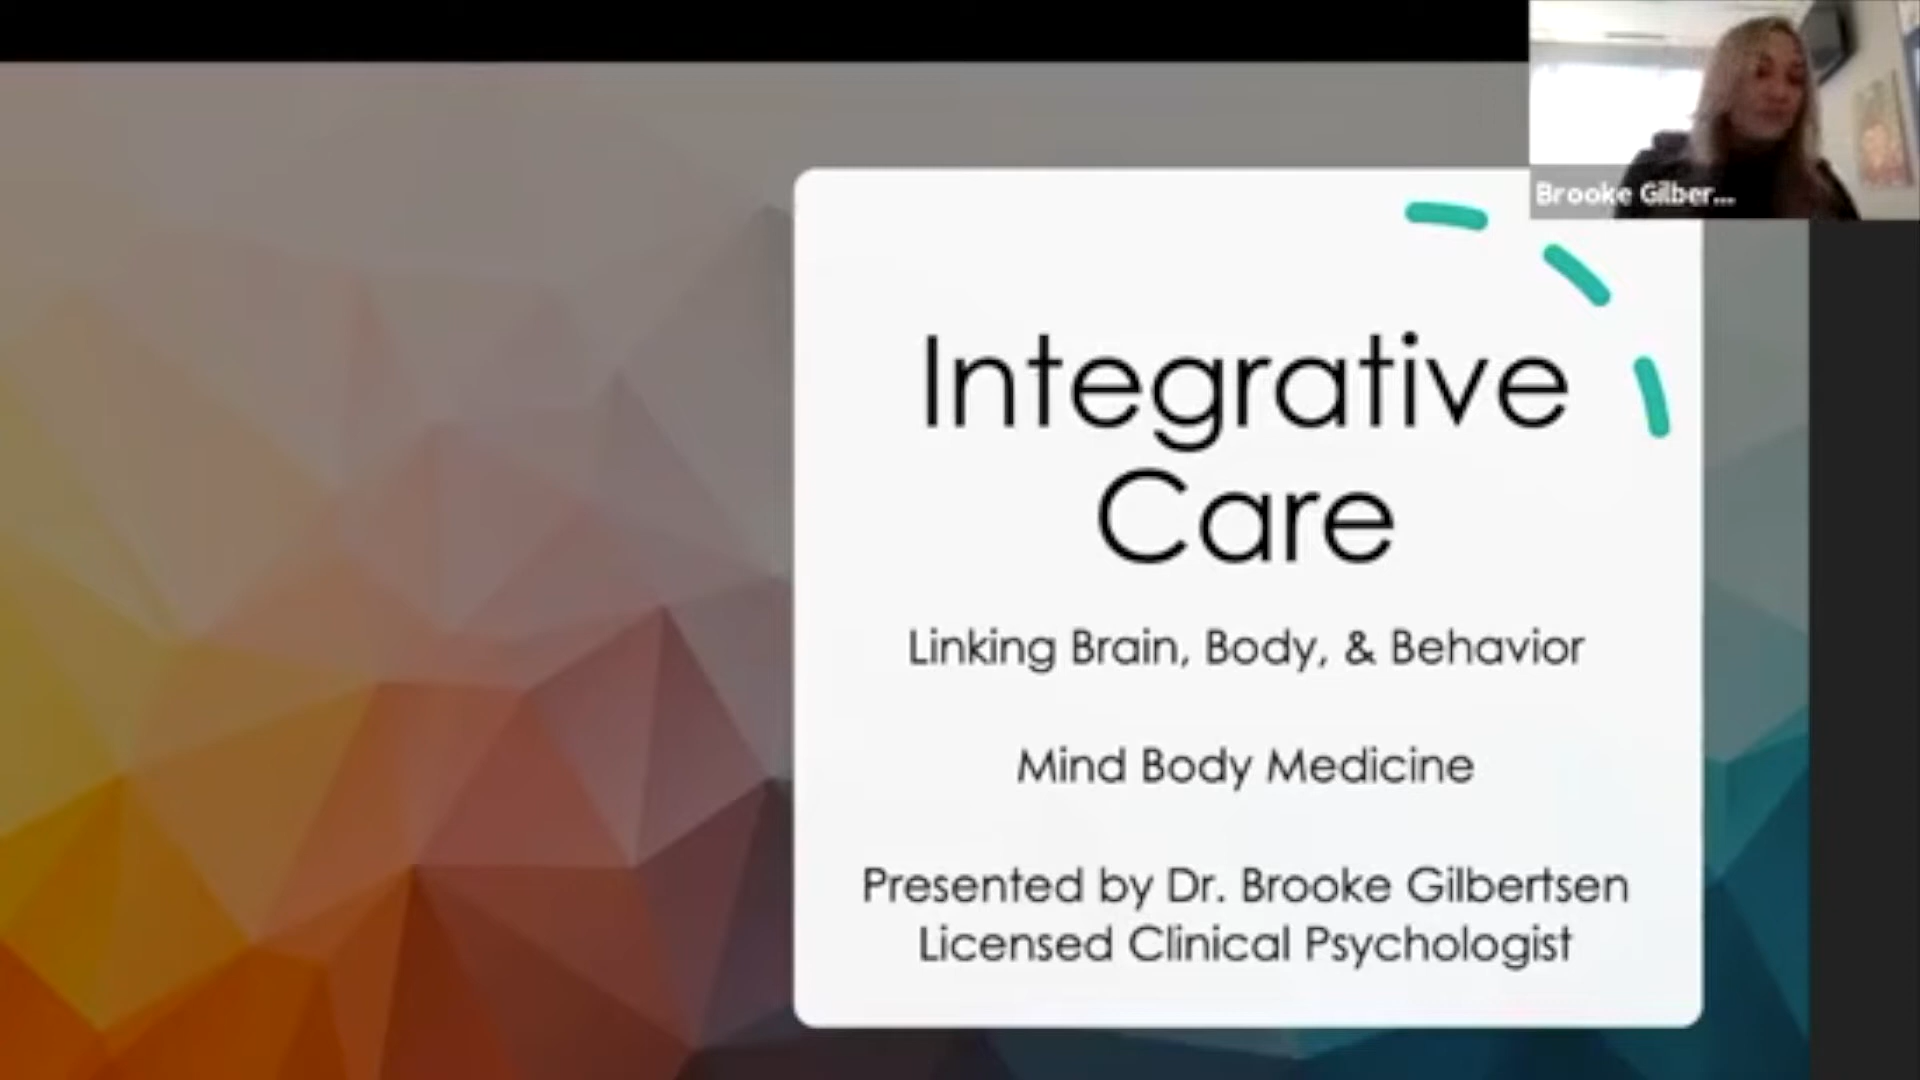 Brooke Gilber...
Integrative
Care
Linking Brain, Body, & Behavior
Mind Body Medicine
Presented by Dr. Brooke Gilbertsen
Licensed Clinical Psychologist